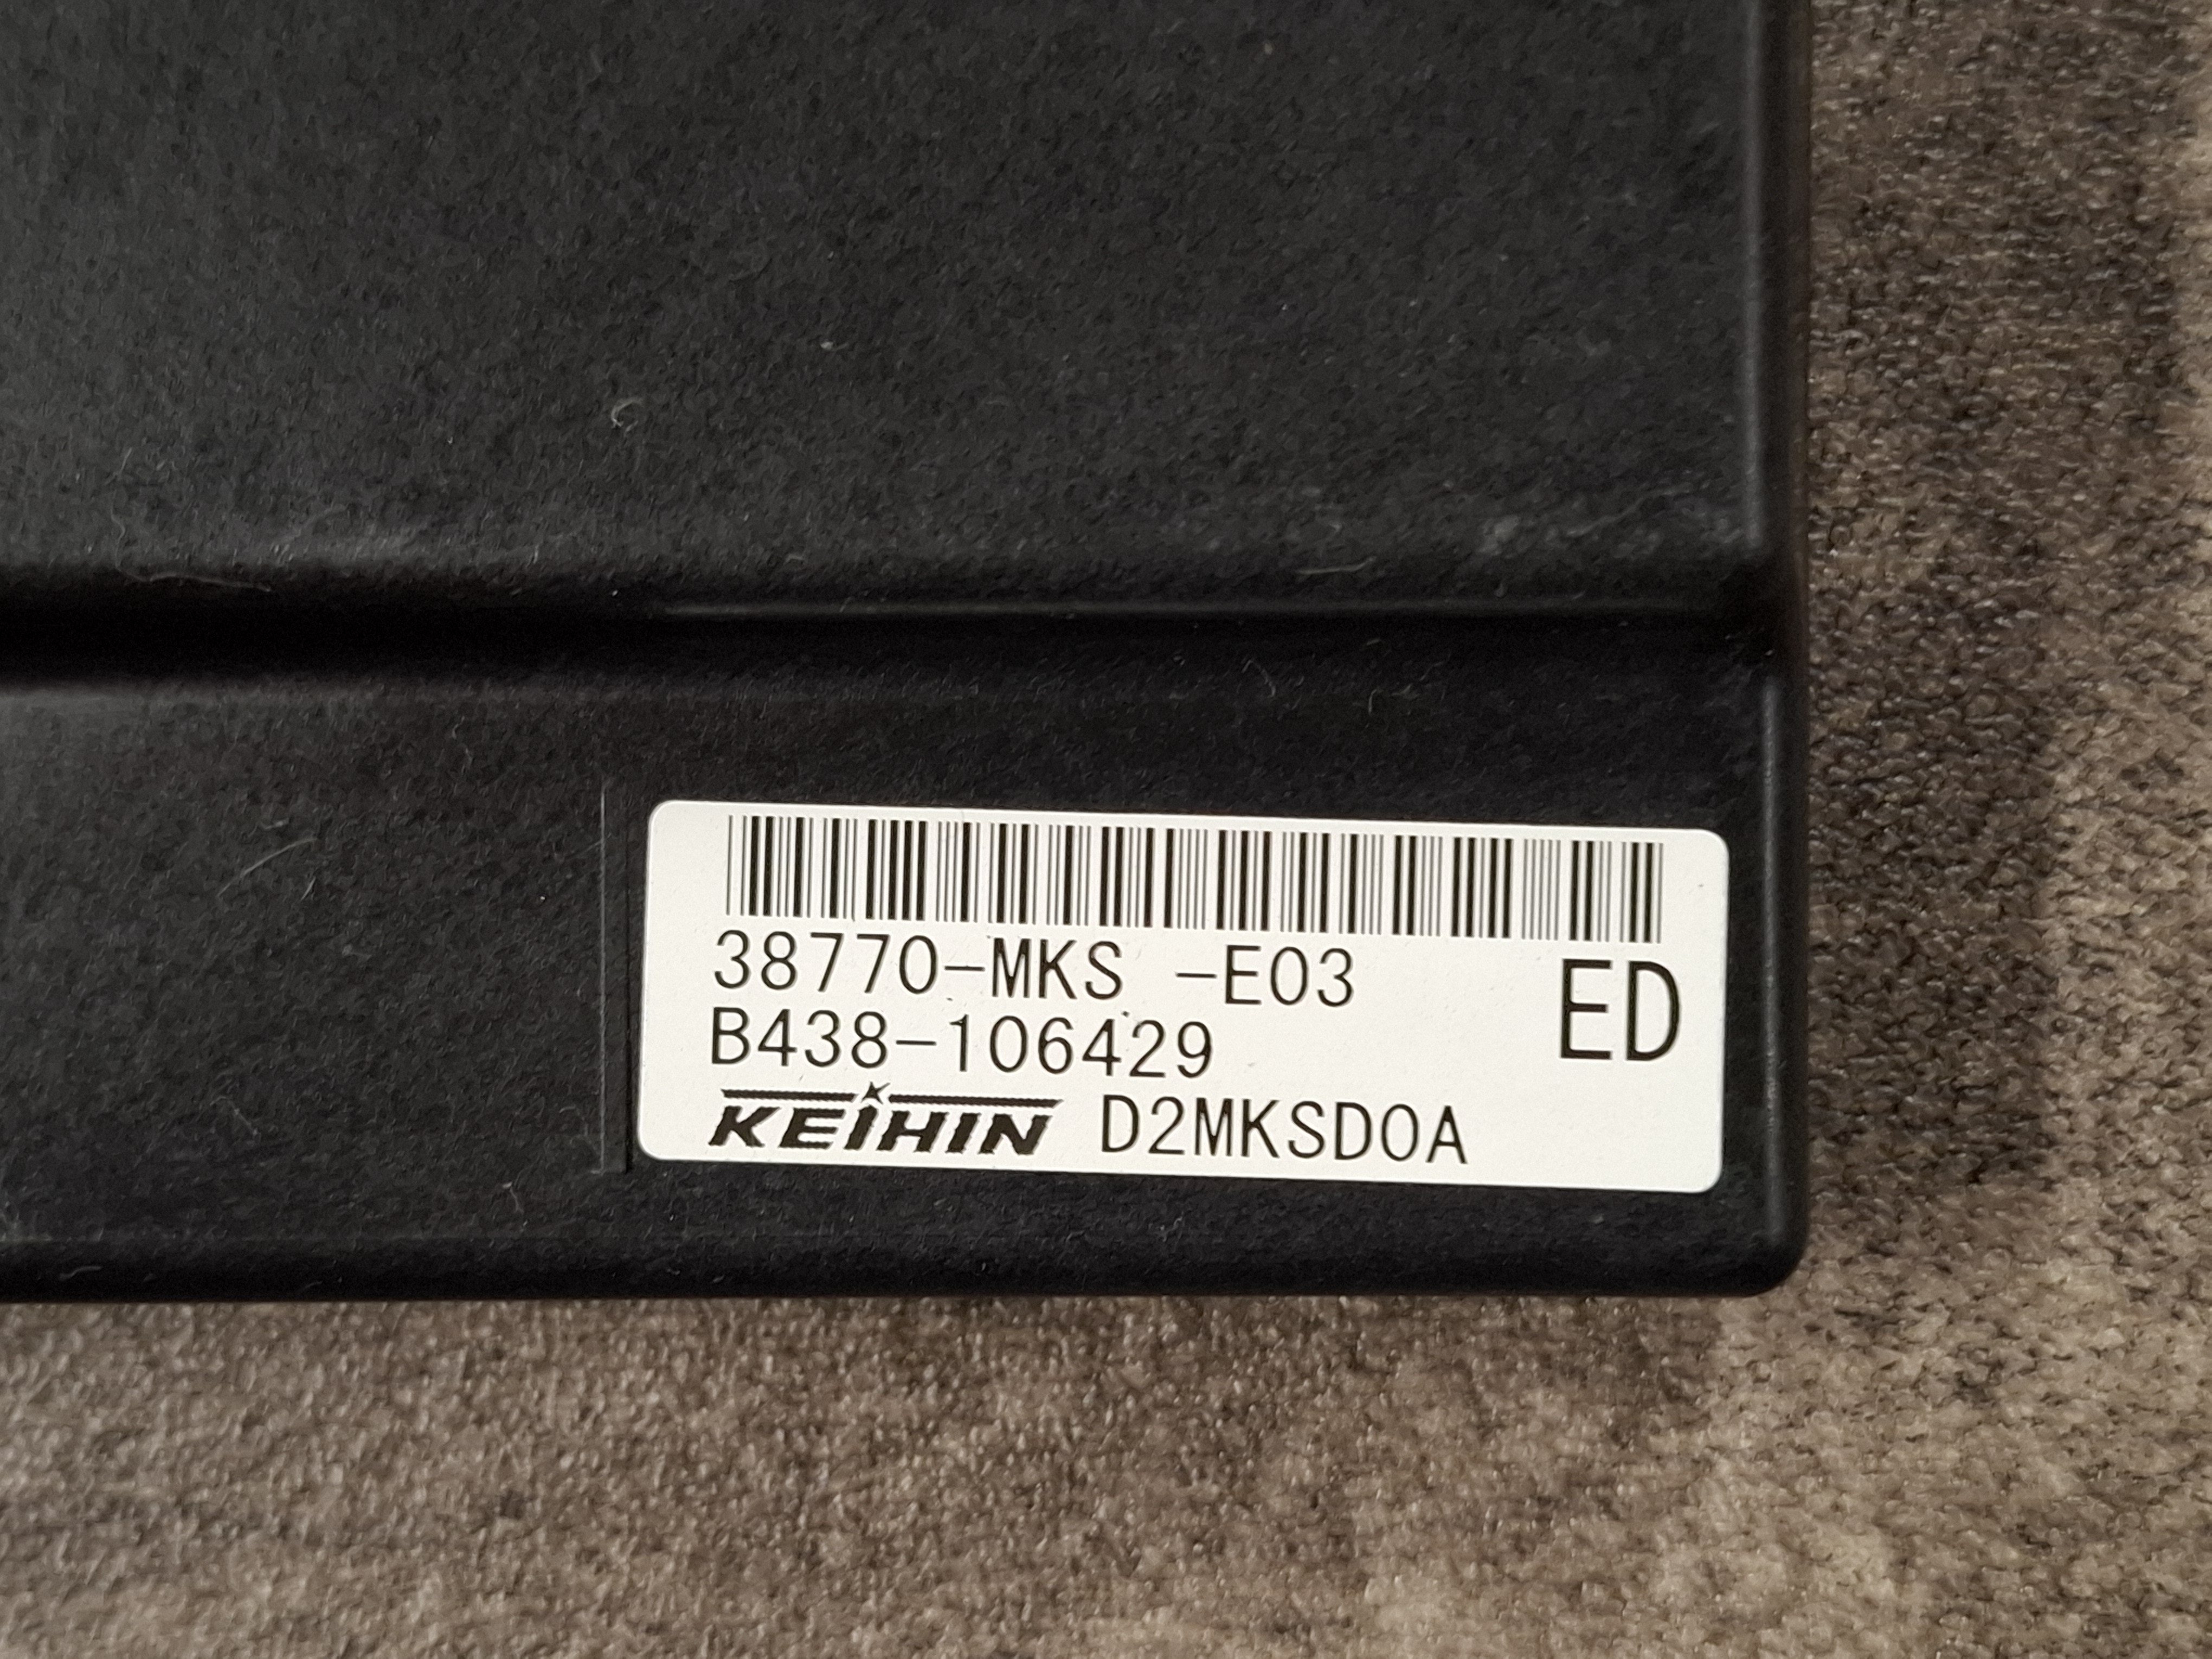 38770-MKS -E03
ED
B438-106429
KEIHIN D2MKSD0A